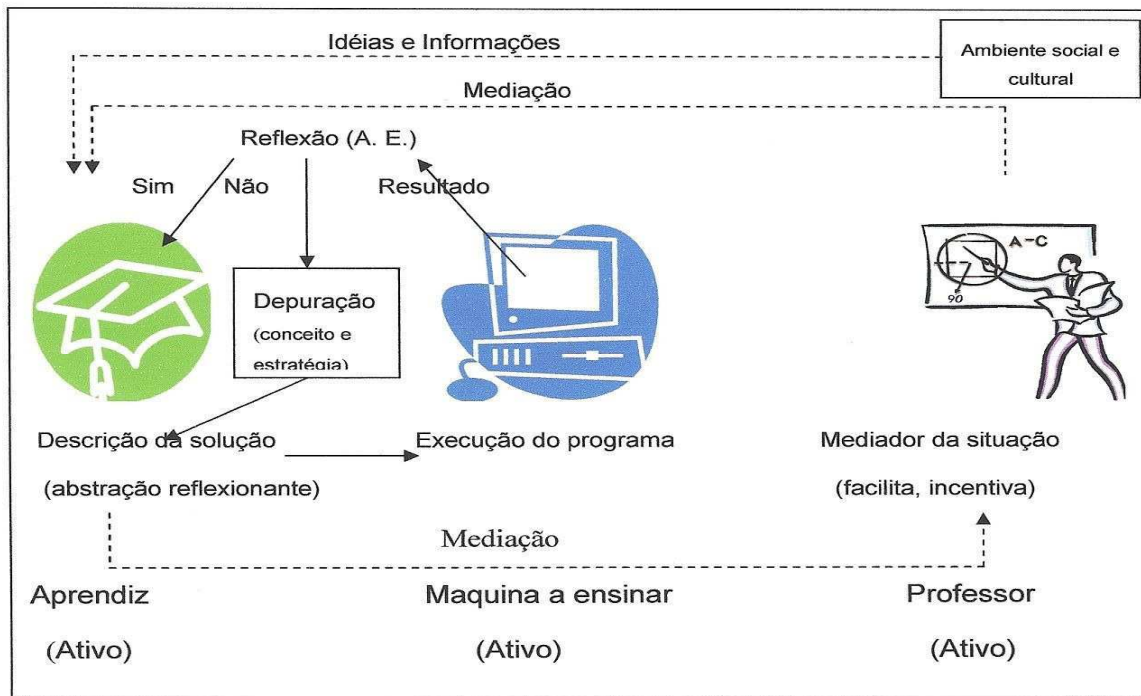 Idéias e Informações
Ambiente social e
cultural
Mediação
Reflexão (A. E.)
Sim
Não
Resultado
A-C
90
Depuração
(conceito e
estratégia)
Descrição da solução
(abstração reflexionante)
Execução do programa
Mediador da situação
(facilita, incentiva)
Mediação
Aprendiz
(Ativo)
Maquina a ensinar
(Ativo)
Professor
(Ativo)